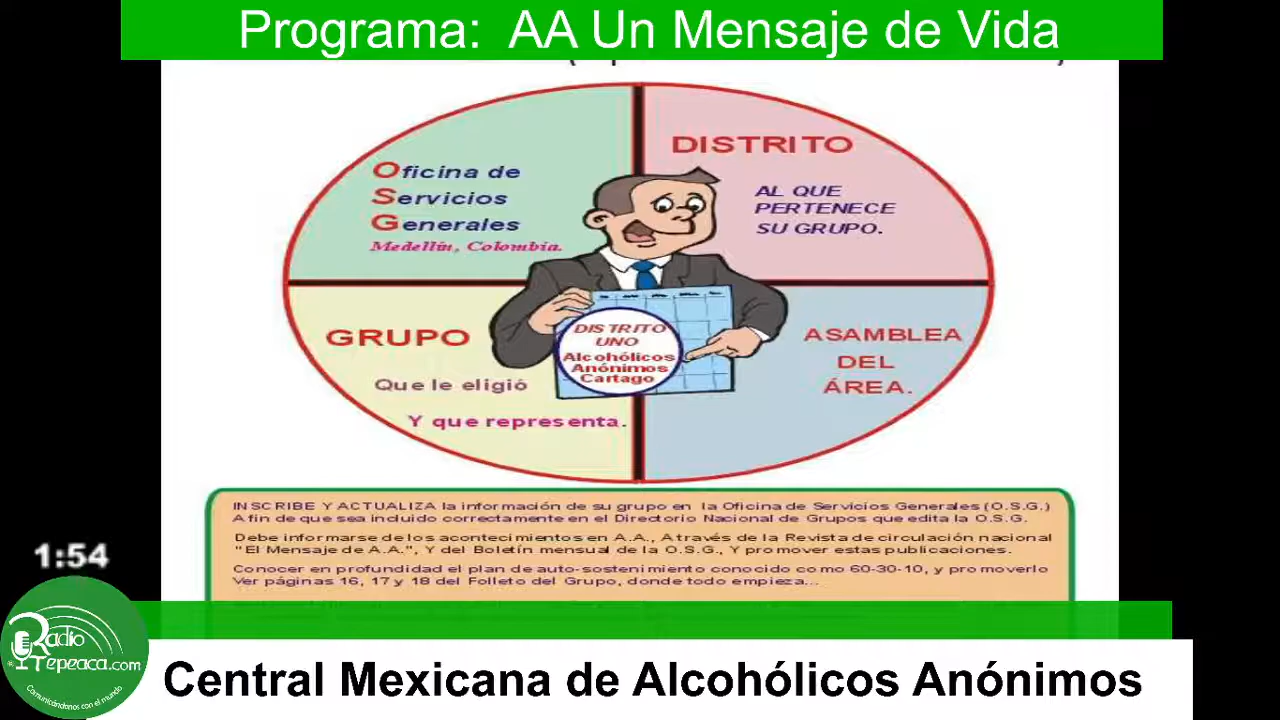 Programa: AA Un Mensaje de Vida
Oficina de
Servicios
Generales
Medellín, Colombia.
DISTRITO
AL QUE
PERTENECE
SU GRUPO.
GRUPO
Que le eligió
Y que representa.
ASAMBLEA
DEL
ÁREA.
DISTRITO
UNO
Alcohólicos
Anónimos
Cartago
INSCRIBE Y ACTUALIZA la información de su grupo en la Oficina de Servicios Generales (O.S.G.)
A fin de que sea incluido correctamente en el Directorio Nacional de Grupos que edita la O.S.G.
Debe informarse de los acontecimientos en A.A., A través de la Revista de circulación nacional
"El Mensaje de A.A.", Y del Boletín mensual de la O.S.G., Y promover estas publicaciones.
Conocer en profundidad el plan de auto-sostenimiento conocido como 60-30-10, y promoverlo
Ver páginas 16, 17 y 18 del Folleto del Grupo, donde todo empieza...
1:54
Radio
Tepeaca.com
Comunicándonos con el mundo
Central Mexicana de Alcohólicos Anónimos